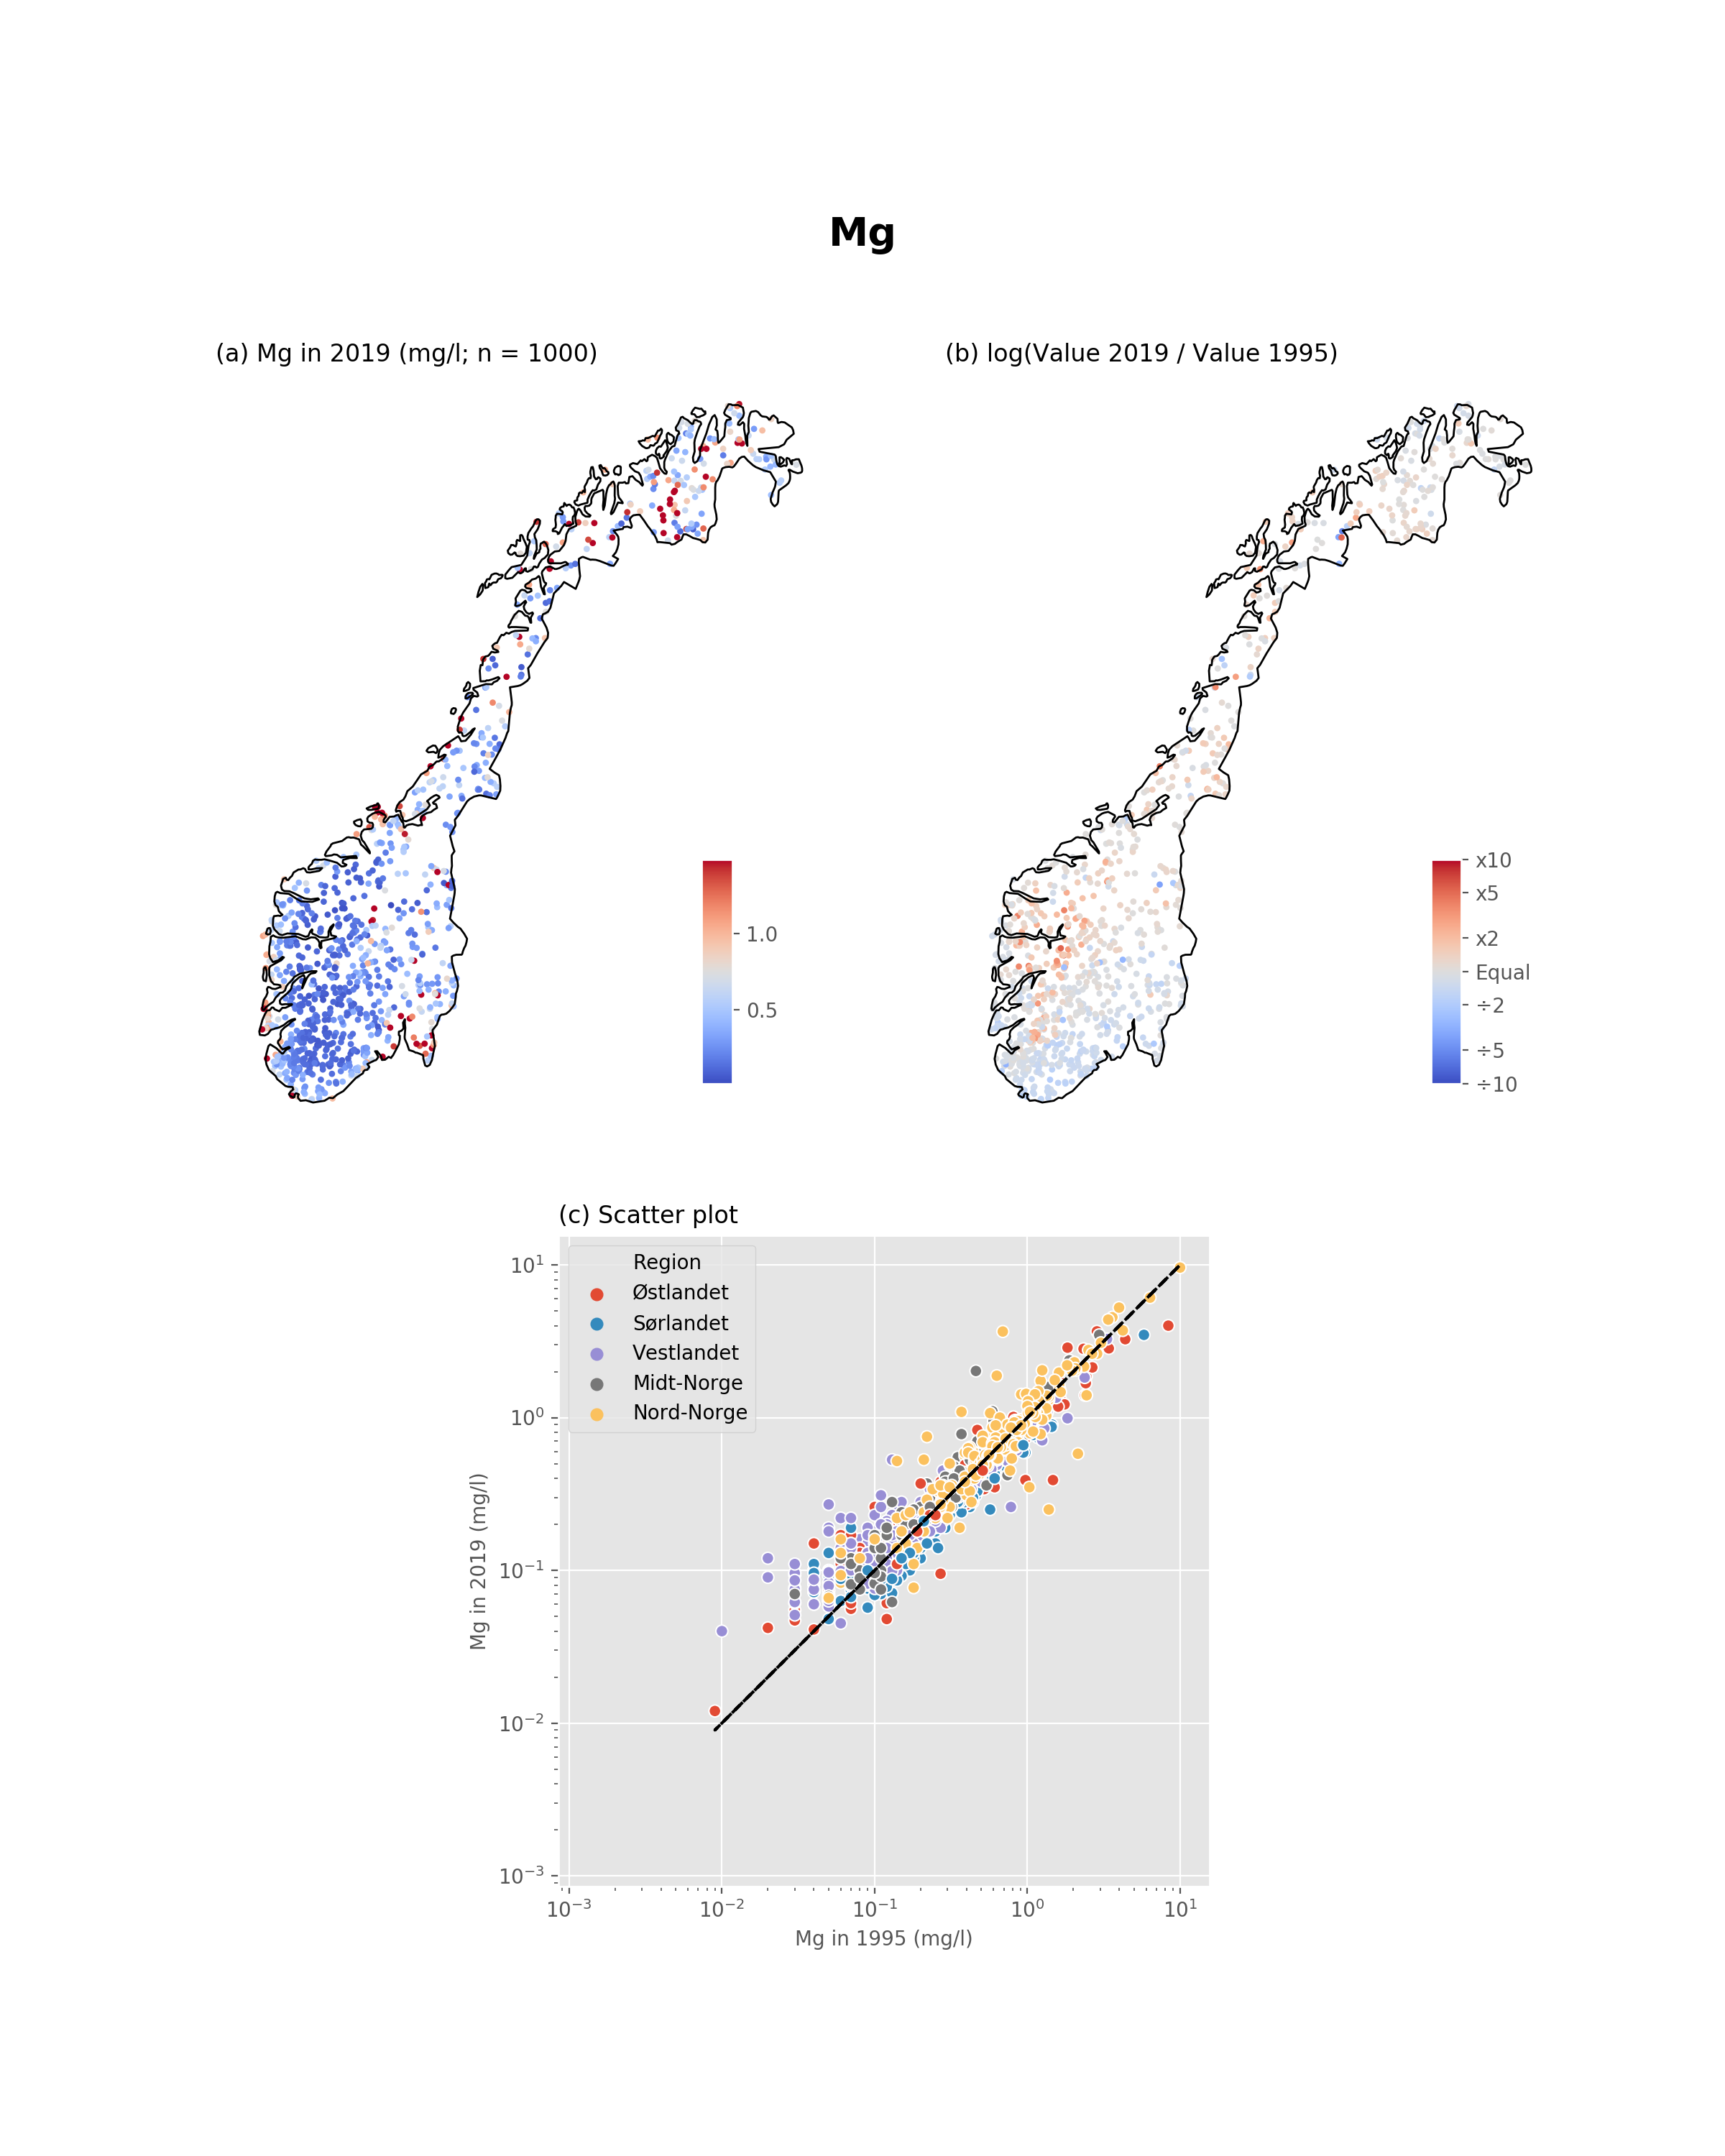 Mg
(a) Mg in 2019 (mg/l; n = 1000)
(b) log(Value 2019 / Value 1995)
1.0
0.5
x10
x5
x2
Equal
÷2
÷5
÷10
(c) Scatter plot
Region
Østlandet
Sørlandet
Vestlandet
Midt-Norge
Nord-Norge
10¹
10⁰
10⁻¹
10⁻²
10⁻³
Mg in 2019 (mg/l)
10⁻³ 10⁻² 10⁻¹ 10⁰ 10¹
Mg in 1995 (mg/l)